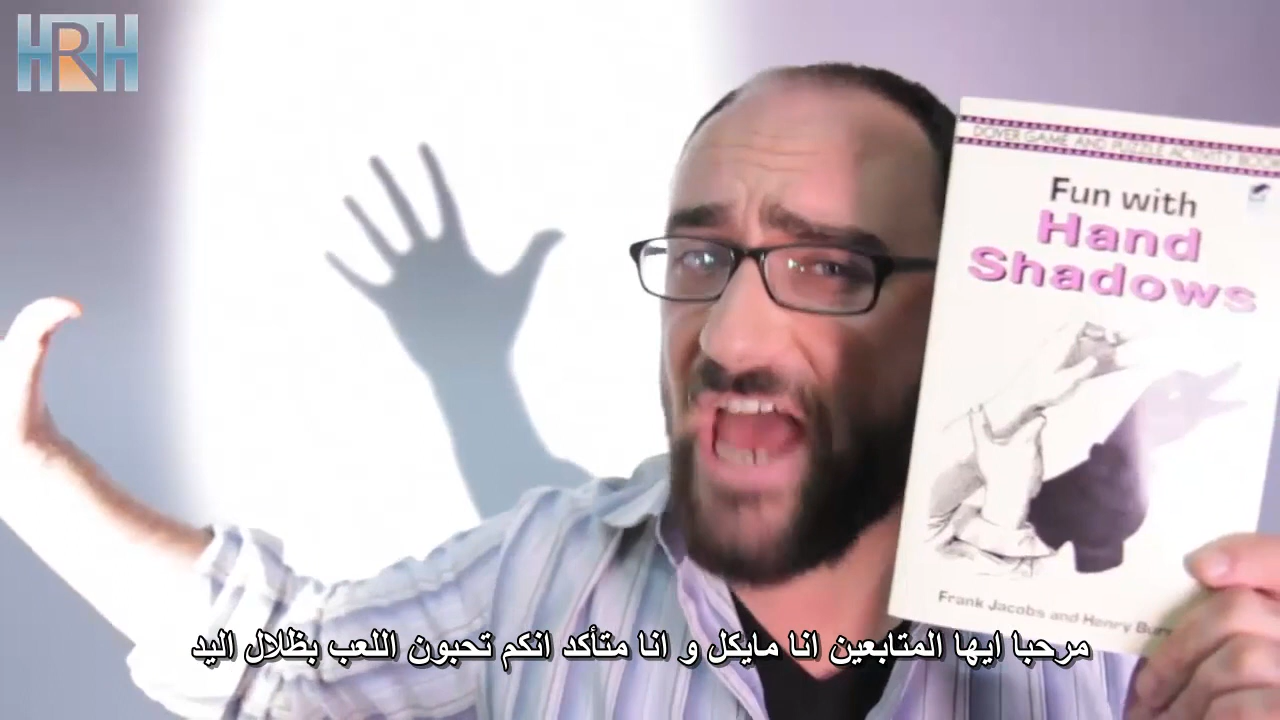 HRH
DOVER GAME AND PUZZLE ACTIVITY BOOK
Fun with
Hand
Shadows
Frank Jacobs and Henry
مرحبا ايها المتابعين انا مايكل و انا متأكد انكم تحبون اللعب بظلال اليد